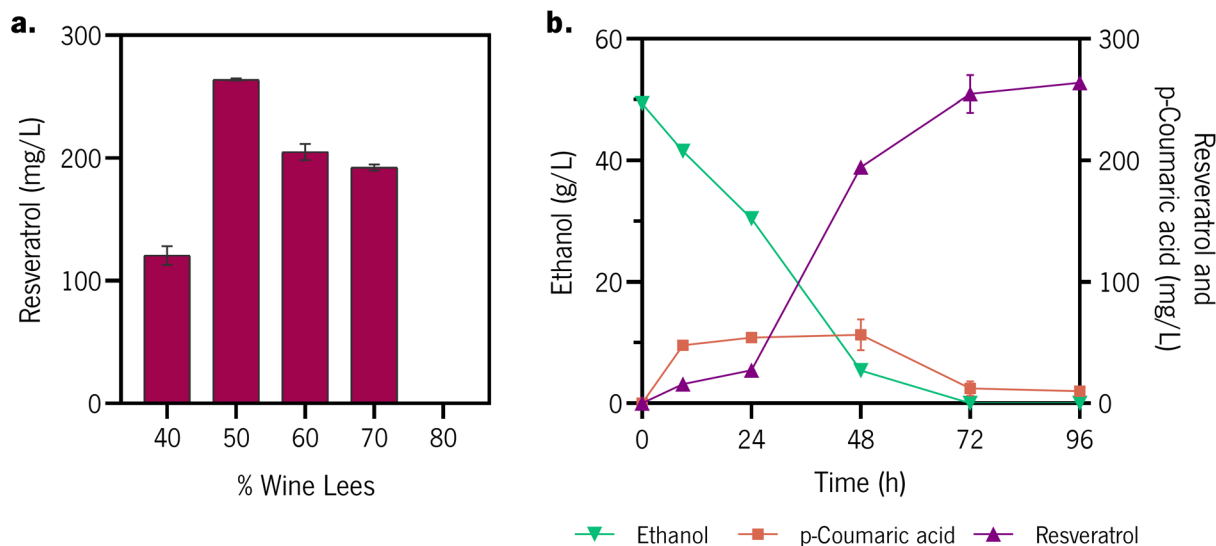 a.
Resveratrol (mg/L)
300
200
100
0
40 50 60 70 80
% Wine Lees
b.
Ethanol (g/L)
60
40
20
0
300
200
100
0
Resveratrol and
p-Coumaric acid (mg/L)
0 24 48 72 96
Time (h)
Ethanol p-Coumaric acid Resveratrol